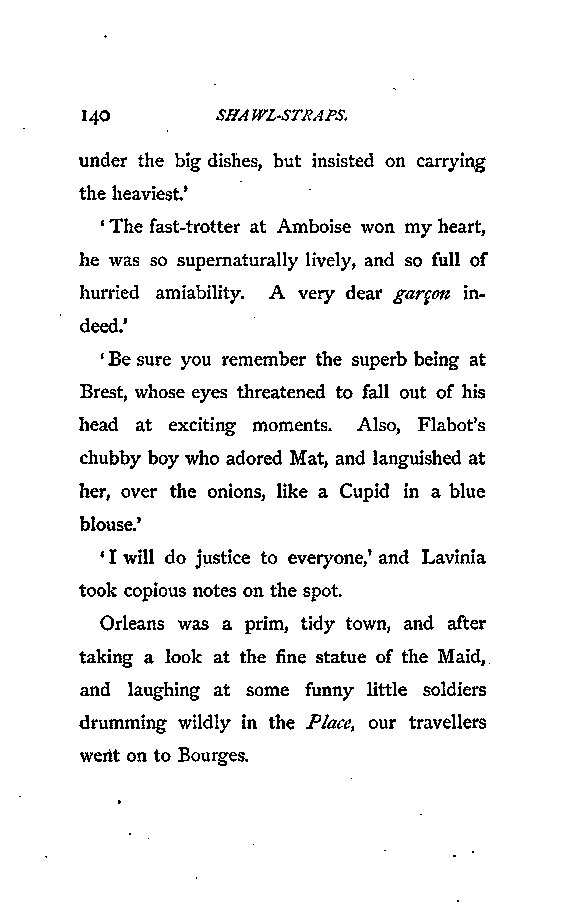 140 SHAWL-STRAPS.
under the big dishes, but insisted on carrying
the heaviest.'
'The fast-trotter at Amboise won my heart,
he was so supernaturally lively, and so full of
hurried amiability. A very dear garçon in-
deed.'
'Be sure you remember the superb being at
Brest, whose eyes threatened to fall out of his
head at exciting moments. Also, Flabot's
chubby boy who adored Mat, and languished at
her, over the onions, like a Cupid in a blue
blouse.'
'I will do justice to everyone,' and Lavinia
took copious notes on the spot.
Orleans was a prim, tidy town, and after
taking a look at the fine statue of the Maid,
and laughing at some funny little soldiers
drumming wildly in the Place, our travellers
went on to Bourges.